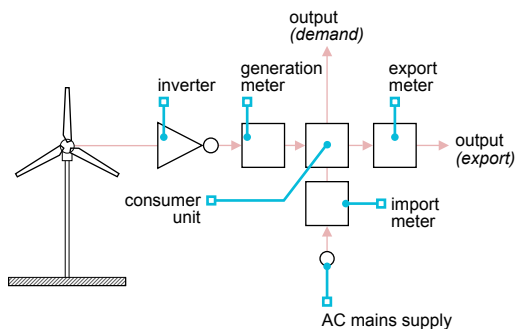 output
(demand)
inverter
generation
meter
export
meter
output
(export)
consumer
unit
import
meter
AC mains supply